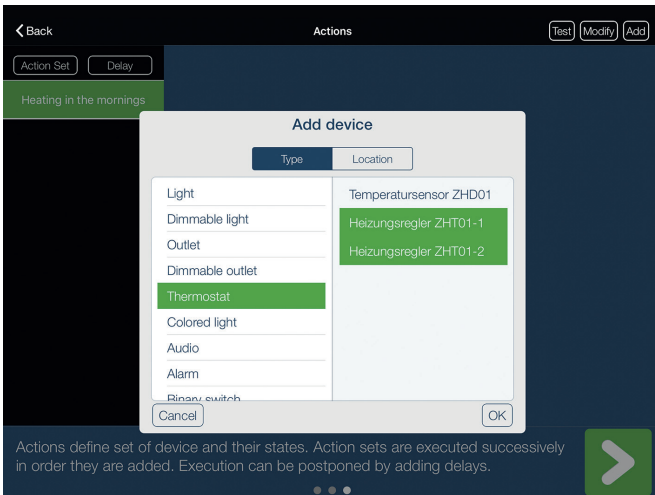 Back
Actions
Test Modify Add
Action Set Delay
Heating in the mornings
Add device
Type Location
Light
Dimmable light
Outlet
Dimmable outlet
Thermostat
Colored light
Audio
Alarm
Binary switch
Temperatursensor ZHD01
Heizungsregler ZHT01-1
Heizungsregler ZHT01-2
Cancel
OK
Actions define set of device and their states. Action sets are executed successively
in order they are added. Execution can be postponed by adding delays.